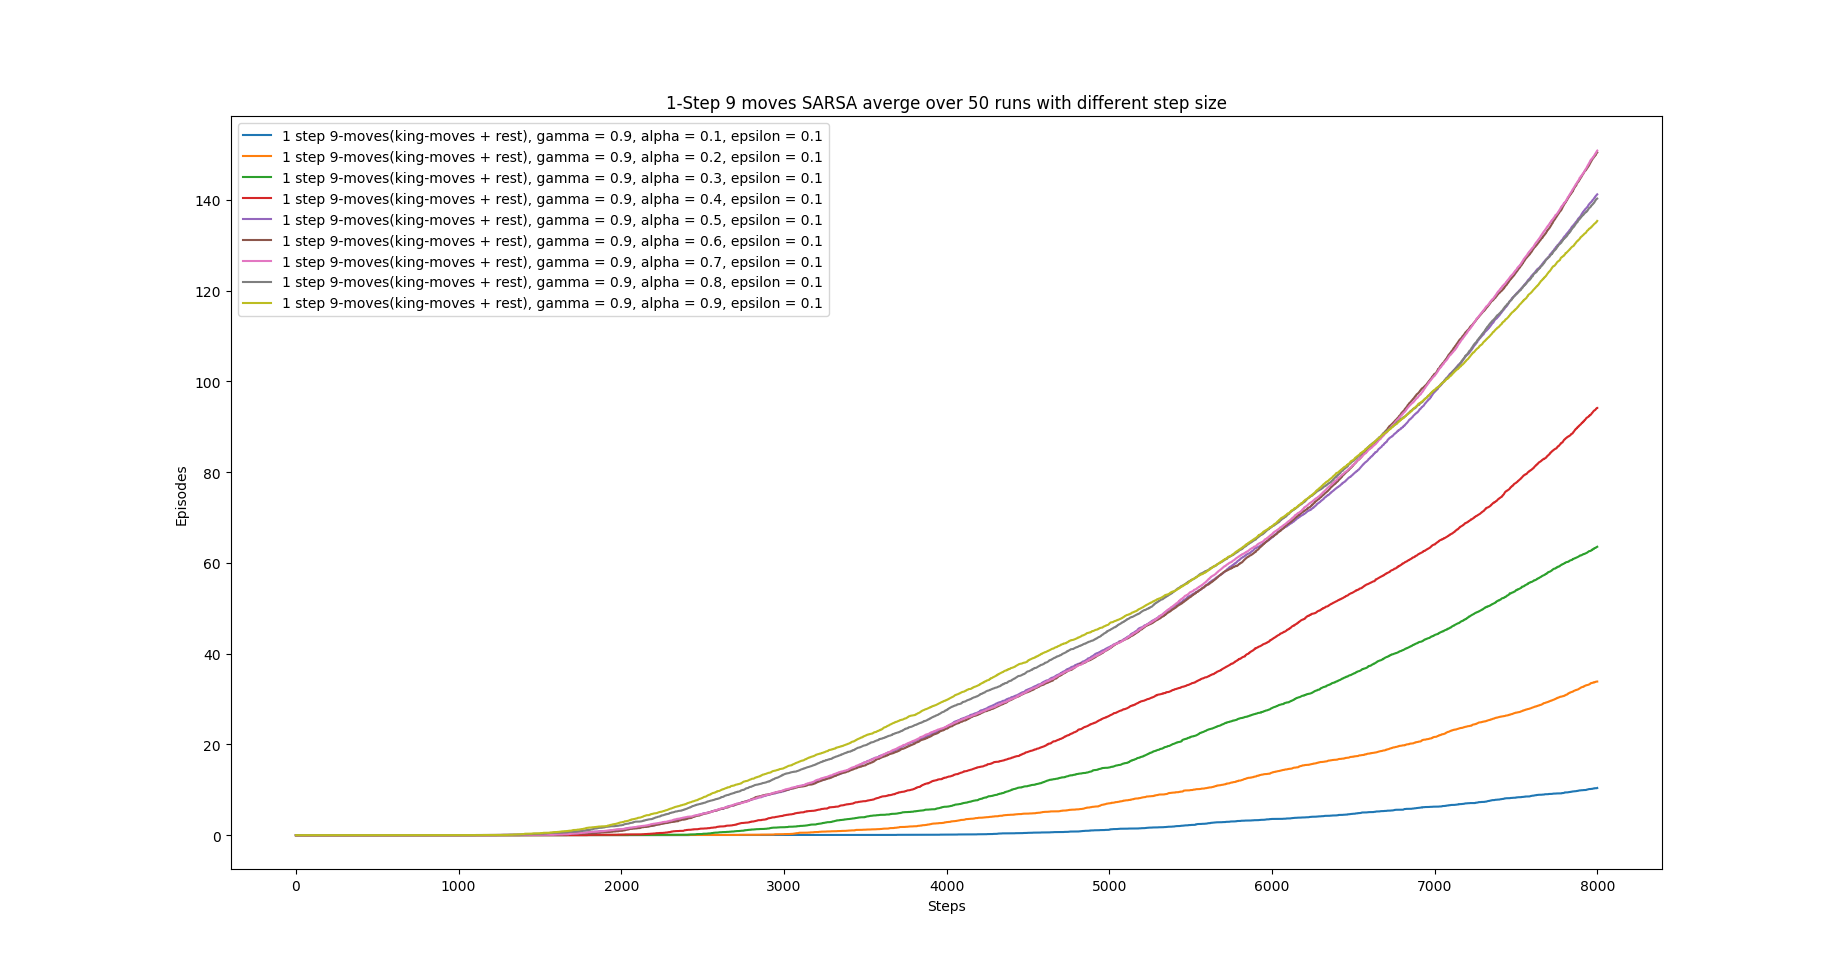 1-Step 9 moves SARSA averge over 50 runs with different step size
1 step 9-moves(king-moves + rest), gamma = 0.9, alpha = 0.1, epsilon = 0.1
1 step 9-moves(king-moves + rest), gamma = 0.9, alpha = 0.2, epsilon = 0.1
1 step 9-moves(king-moves + rest), gamma = 0.9, alpha = 0.3, epsilon = 0.1
1 step 9-moves(king-moves + rest), gamma = 0.9, alpha = 0.4, epsilon = 0.1
1 step 9-moves(king-moves + rest), gamma = 0.9, alpha = 0.5, epsilon = 0.1
1 step 9-moves(king-moves + rest), gamma = 0.9, alpha = 0.6, epsilon = 0.1
1 step 9-moves(king-moves + rest), gamma = 0.9, alpha = 0.7, epsilon = 0.1
1 step 9-moves(king-moves + rest), gamma = 0.9, alpha = 0.8, epsilon = 0.1
1 step 9-moves(king-moves + rest), gamma = 0.9, alpha = 0.9, epsilon = 0.1
140
120
100
80
60
40
20
0
Episodes
0 1000 2000 3000 4000 5000 6000 7000 8000
Steps